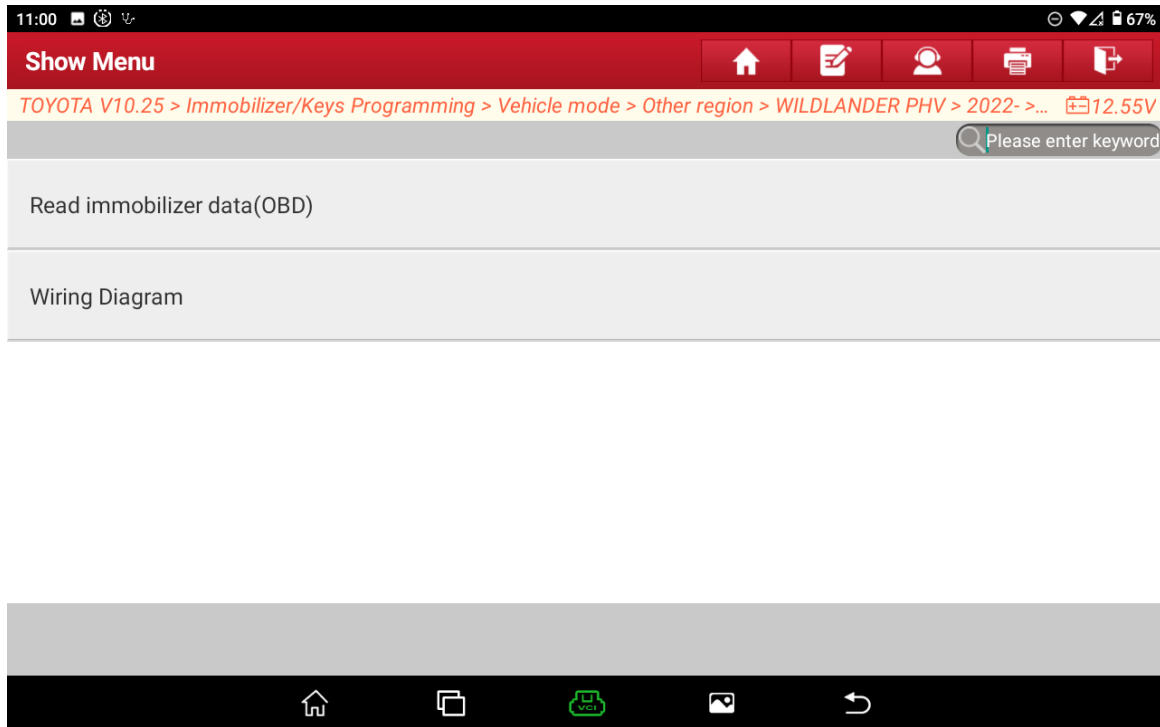 11:00 67%
Show Menu
TOYOTA V10.25 > Immobilizer/Keys Programming > Vehicle mode > Other region > WILDLANDER PHV > 2022- >... 12.55V
Please enter keyword
Read immobilizer data(OBD)
Wiring Diagram
VCI